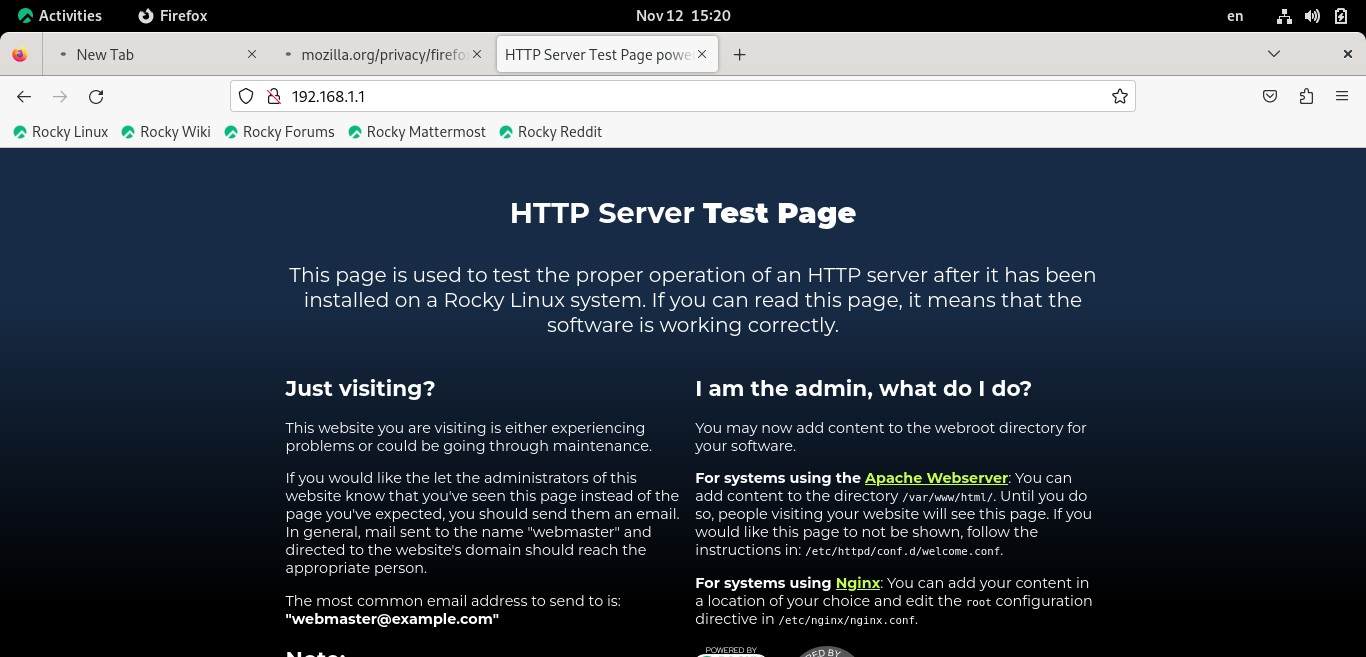 Activities
Firefox
Nov 12 15:20
en
New Tab
mozilla.org/privacy/firefo
HTTP Server Test Page powe
192.168.1.1
Rocky Linux
Rocky Wiki
Rocky Forums
Rocky Mattermost
Rocky Reddit
HTTP Server Test Page
This page is used to test the proper operation of an HTTP server after it has been
installed on a Rocky Linux system. If you can read this page, it means that the
software is working correctly.
Just visiting?
This website you are visiting is either experiencing
problems or could be going through maintenance.
If you would like the let the administrators of this
website know that you've seen this page instead of the
page you've expected, you should send them an email.
In general, mail sent to the name "webmaster" and
directed to the website's domain should reach the
appropriate person.
The most common email address to send to is:
"webmaster@example.com"
Note:
I am the admin, what do I do?
You may now add content to the webroot directory for
your software.
For systems using the Apache Webserver: You can
add content to the directory /var/www/html/. Until you do
so, people visiting your website will see this page. If you
would like this page to not be shown, follow the
instructions in: /etc/httpd/conf.d/welcome.conf.
For systems using Nginx: You can add your content in
a location of your choice and edit the root configuration
directive in /etc/nginx/nginx.conf.
POWERED BY